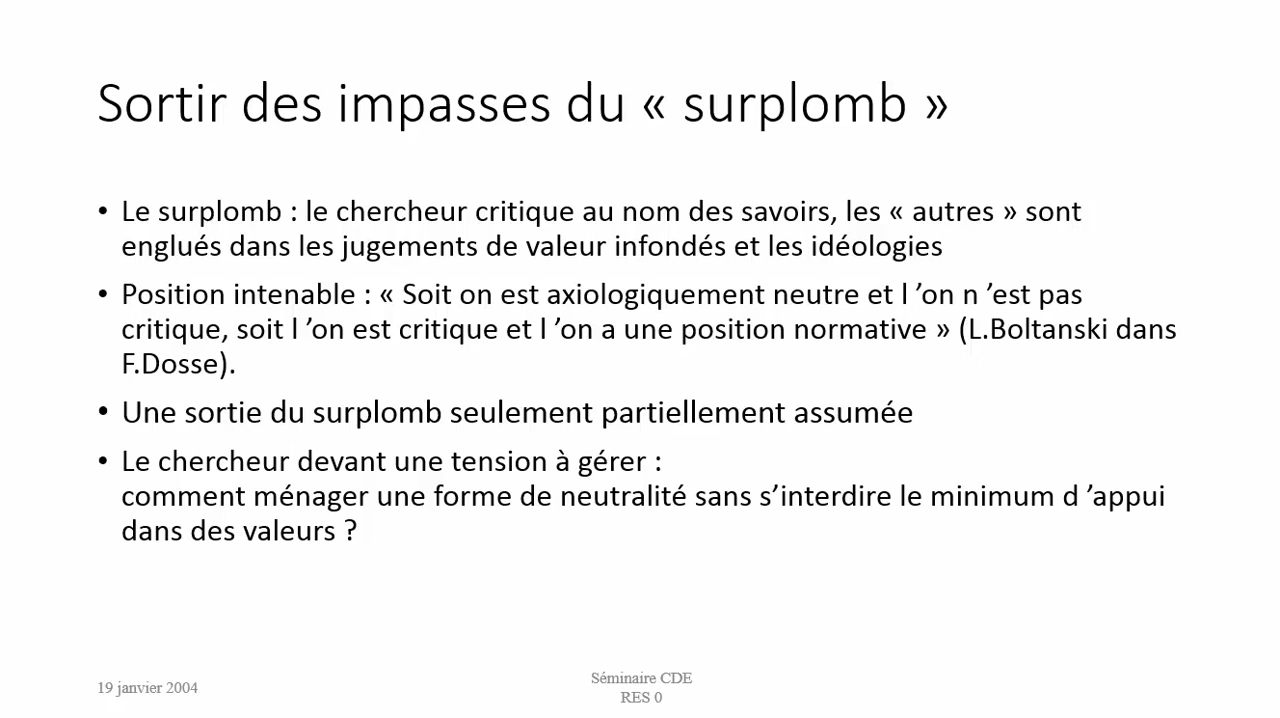 Sortir des impasses du « surplomb »
• Le surplomb : le chercheur critique au nom des savoirs, les « autres » sont
englués dans les jugements de valeur infondés et les idéologies
• Position intenable : « Soit on est axiologiquement neutre et l ’on n ’est pas
critique, soit l ’on est critique et l ’on a une position normative » (L.Boltanski dans
F.Dosse).
• Une sortie du surplomb seulement partiellement assumée
• Le chercheur devant une tension à gérer :
comment ménager une forme de neutralité sans s’interdire le minimum d ’appui
dans des valeurs ?
19 janvier 2004
Séminaire CDE
RES 0